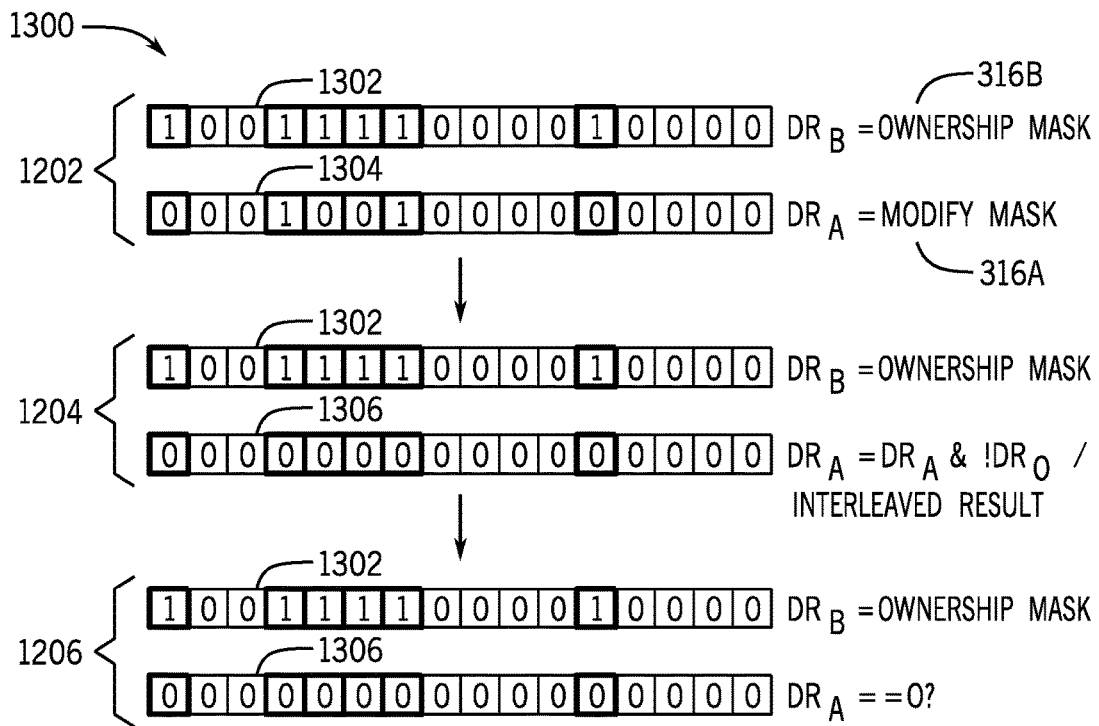 1300
1302
316B
1 0 0 1 1 1 1 0 0 0 0 1 0 0 0 0 DR B = OWNERSHIP MASK
1202
1304
0 0 0 1 0 0 1 0 0 0 0 0 0 0 0 0 DR A = MODIFY MASK
316A
1302
1 0 0 1 1 1 1 0 0 0 0 1 0 0 0 0 DR B = OWNERSHIP MASK
1204
1306
0 0 0 0 0 0 0 0 0 0 0 0 0 0 0 0 DR A = DR A & !DR O /
INTERLEAVED RESULT
1302
1 0 0 1 1 1 1 0 0 0 0 1 0 0 0 0 DR B = OWNERSHIP MASK
1206
1306
0 0 0 0 0 0 0 0 0 0 0 0 0 0 0 0 DR A = = 0?